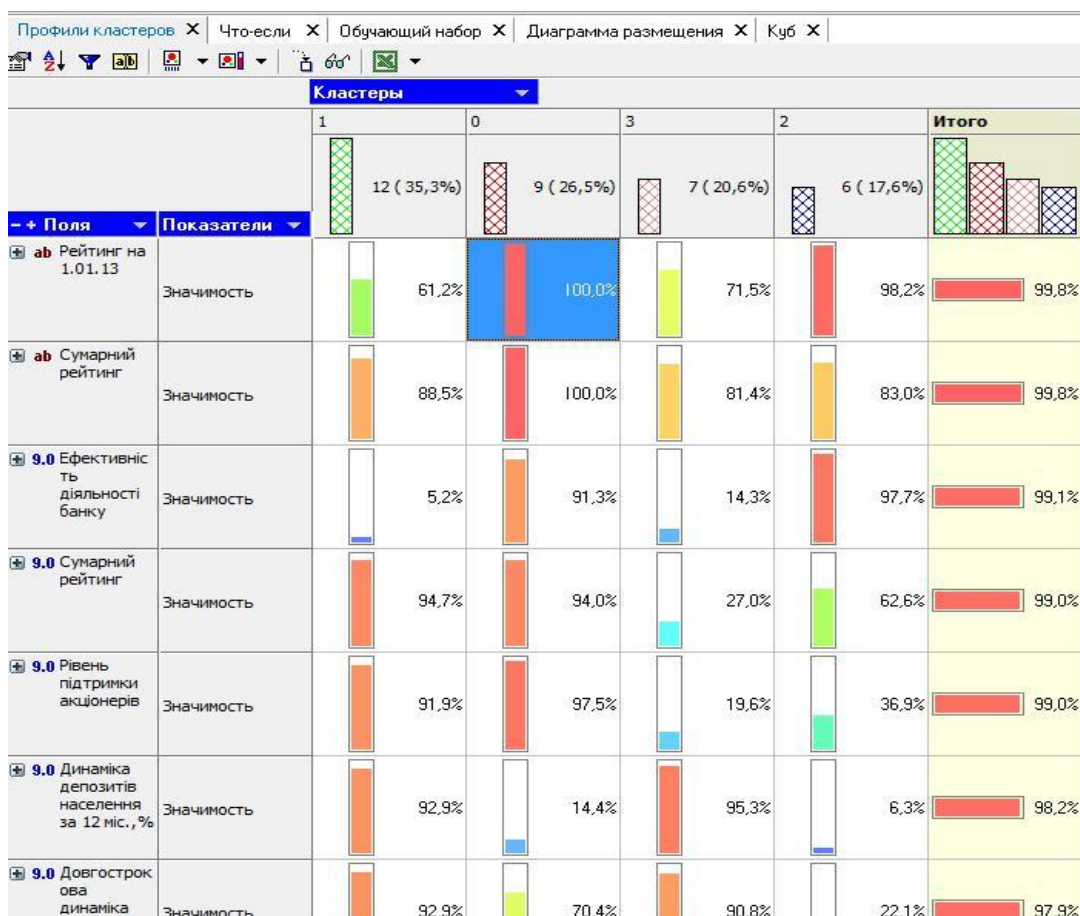 Профили кластеров X Что-если X Обучающий набор X Диаграмма размещения X Куб X
Кластеры
1 0 3 2 Итого
12 (35,3%) 9 (26,5%) 7 (20,6%) 6 (17,6%)
- + Поля Показатели
ab Рейтинг на
1.01.13
Значимость 61,2% 100,0% 71,5% 98,2% 99,8%
ab Сумарний
рейтинг
Значимость 88,5% 100,0% 81,4% 83,0% 99,8%
9.0 Ефективніс
ть
діяльності
банку
Значимость 5,2% 91,3% 14,3% 97,7% 99,1%
9.0 Сумарний
рейтинг
Значимость 94,7% 94,0% 27,0% 62,6% 99,0%
9.0 Рівень
підтримки
акціонерів
Значимость 91,9% 97,5% 19,6% 36,9% 99,0%
9.0 Динаміка
депозитів
населення
за 12 міс.,%
Значимость 92,9% 14,4% 95,3% 6,3% 98,2%
9.0 Довгострок
ова
динаміка
Значимость 92,9% 70,4% 90,8% 22,1% 97,9%